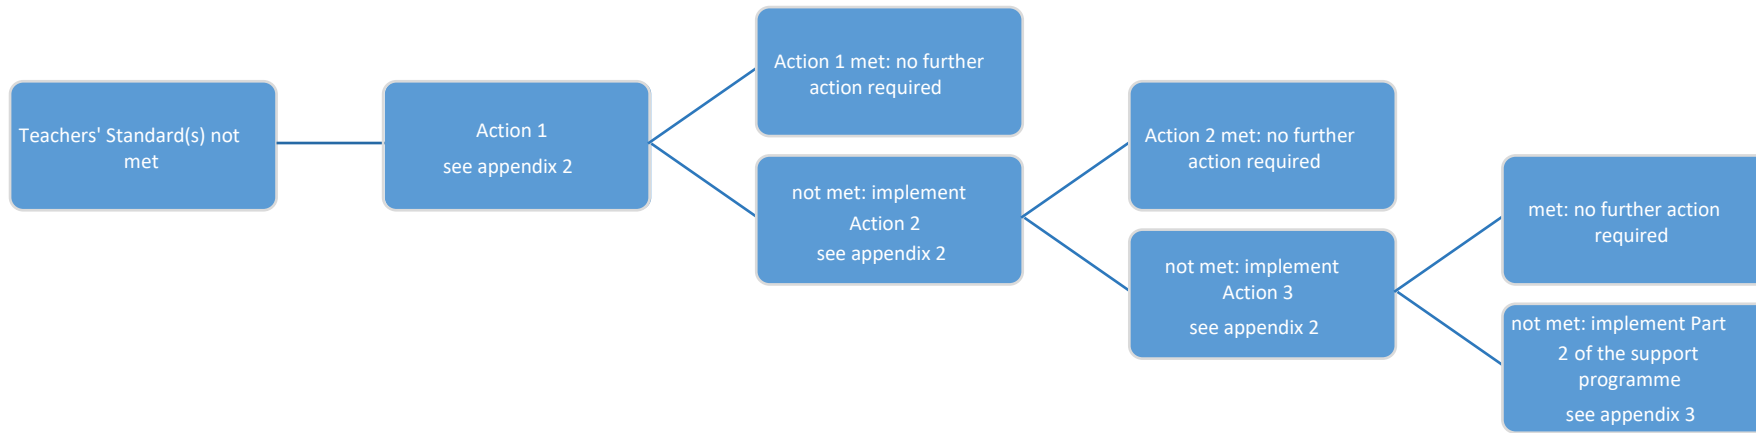 Teachers' Standard(s) not
met
Action 1
see appendix 2
Action 1 met: no further
action required
not met: implement
Action 2
see appendix 2
Action 2 met: no further
action required
not met: implement
Action 3
see appendix 2
met: no further action
required
not met: implement Part
2 of the support
programme
see appendix 3